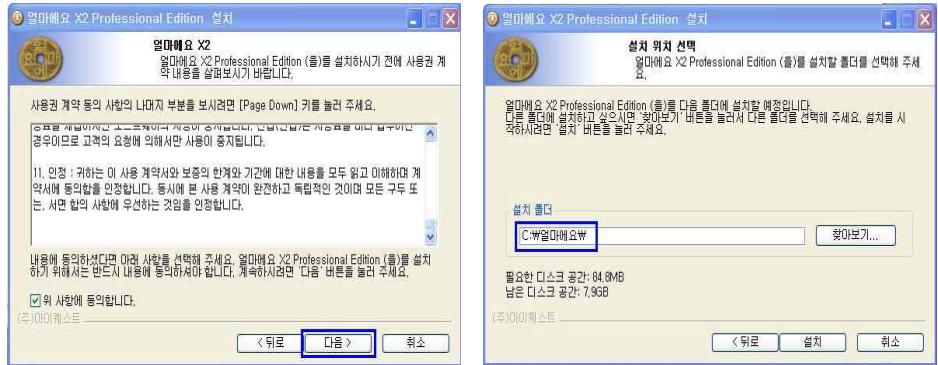 얼마에요 X2 Professional Edition 설치
얼마에요 X2
얼마에요 X2 Professional Edition (을)를 설치하시기 전에 사용권 계
약 내용을 살펴보시기 바랍니다.
사용권 계약 동의 사항의 나머지 부분을 보시려면 [Page Down] 키를 눌러 주세요.
경우이므로 고객의 요청에 의해서만 사용이 중지됩니다.
11. 인정 : 귀하는 이 사용 계약서와 보증의 한계와 기간에 대한 내용을 모두 읽고 이해하며 계
약서에 동의함을 인정합니다. 동시에 본 사용 계약이 완전하고 독립적인 것이며 모든 구두 또
는, 서면 합의 사항에 우선하는 것임을 인정합니다.
내용에 동의하셨다면 아래 사항을 선택해 주세요. 얼마에요 X2 Professional Edition (을)를 설치
하기 위해서는 반드시 내용에 동의하셔야 합니다. 계속하시려면 '다음' 버튼을 눌러 주세요.
위 사항에 동의합니다.
(주)아이퀘스트
< 뒤로
다음 >
취소
얼마에요 X2 Professional Edition 설치
설치 위치 선택
얼마에요 X2 Professional Edition (을)를 설치할 폴더를 선택해 주세
요.
얼마에요 X2 Professional Edition (을)를 다음 폴더에 설치할 예정입니다.
다른 폴더에 설치하고 싶으시면 '찾아보기' 버튼을 눌러서 다른 폴더를 선택해 주세요. 설치를 시
작하시려면 '설치' 버튼을 눌러 주세요.
설치 폴더
C:₩얼마에요₩
찾아보기...
필요한 디스크 공간: 84.8MB
남은 디스크 공간: 7.9GB
(주)아이퀘스트
< 뒤로
설치
취소